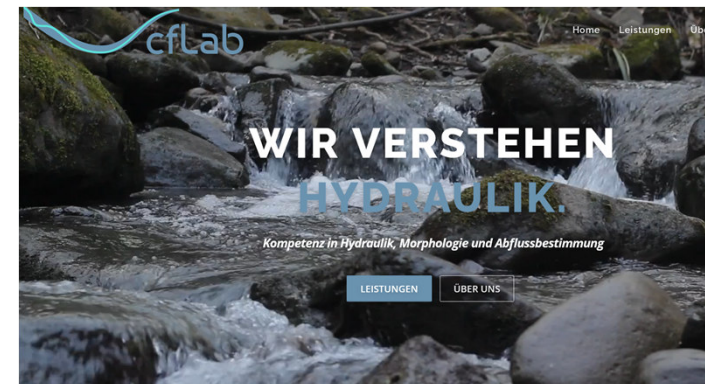 cfLab
Home Leistungen
WIR VERSTEHEN
HYDRAULIK.
Kompetenz in Hydraulik, Morphologie und Abflussbestimmung
LEISTUNGEN ÜBER UNS